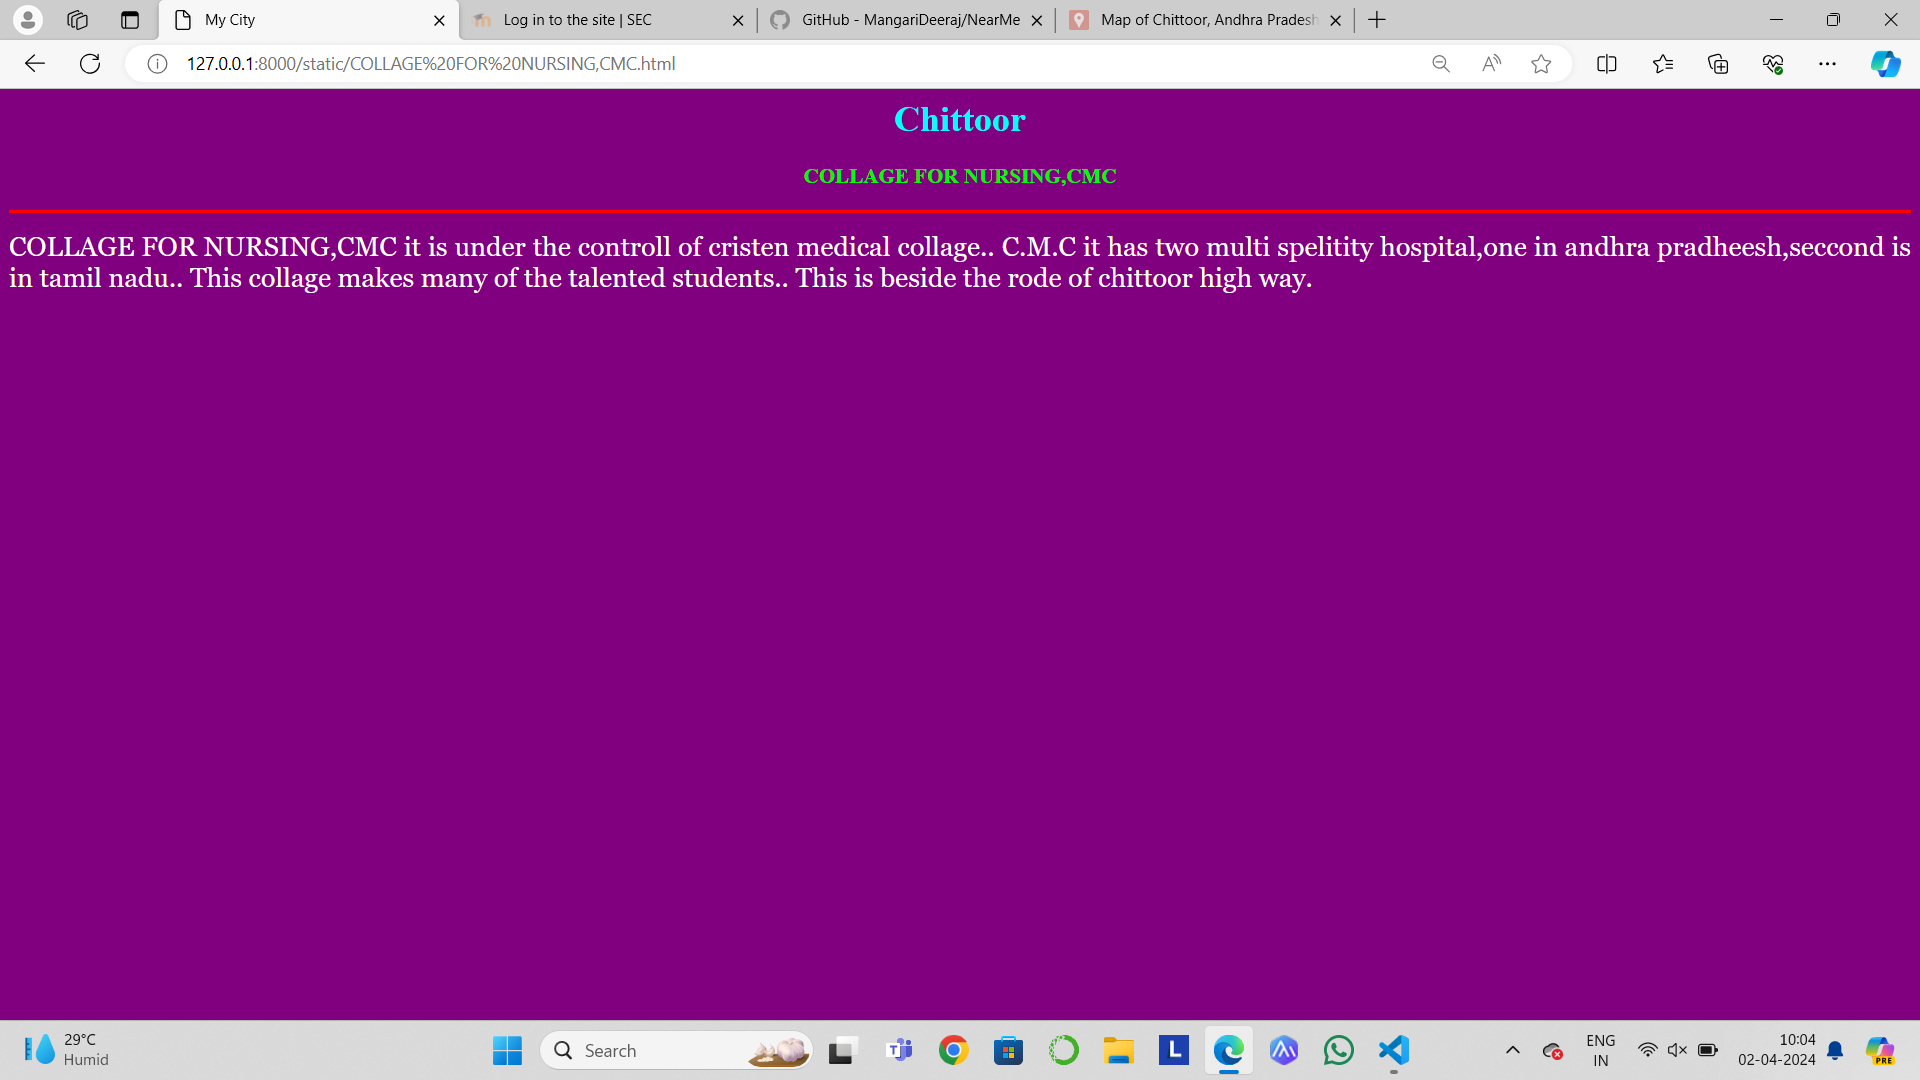 My City
Log in to the site | SEC
GitHub - MangariDeeraj/NearMe
Map of Chittoor, Andhra Pradesh
127.0.0.1:8000/static/COLLAGE%20FOR%20NURSING,CMC.html
Chittoor
COLLAGE FOR NURSING,CMC
COLLAGE FOR NURSING,CMC it is under the controll of cristen medical collage.. C.M.C it has two multi spelitity hospital,one in andhra pradheesh,seccond is
in tamil nadu.. This collage makes many of the talented students.. This is beside the rode of chittoor high way.
29°C
Humid
Search
L
ENG
IN
10:04
02-04-2024
PRE